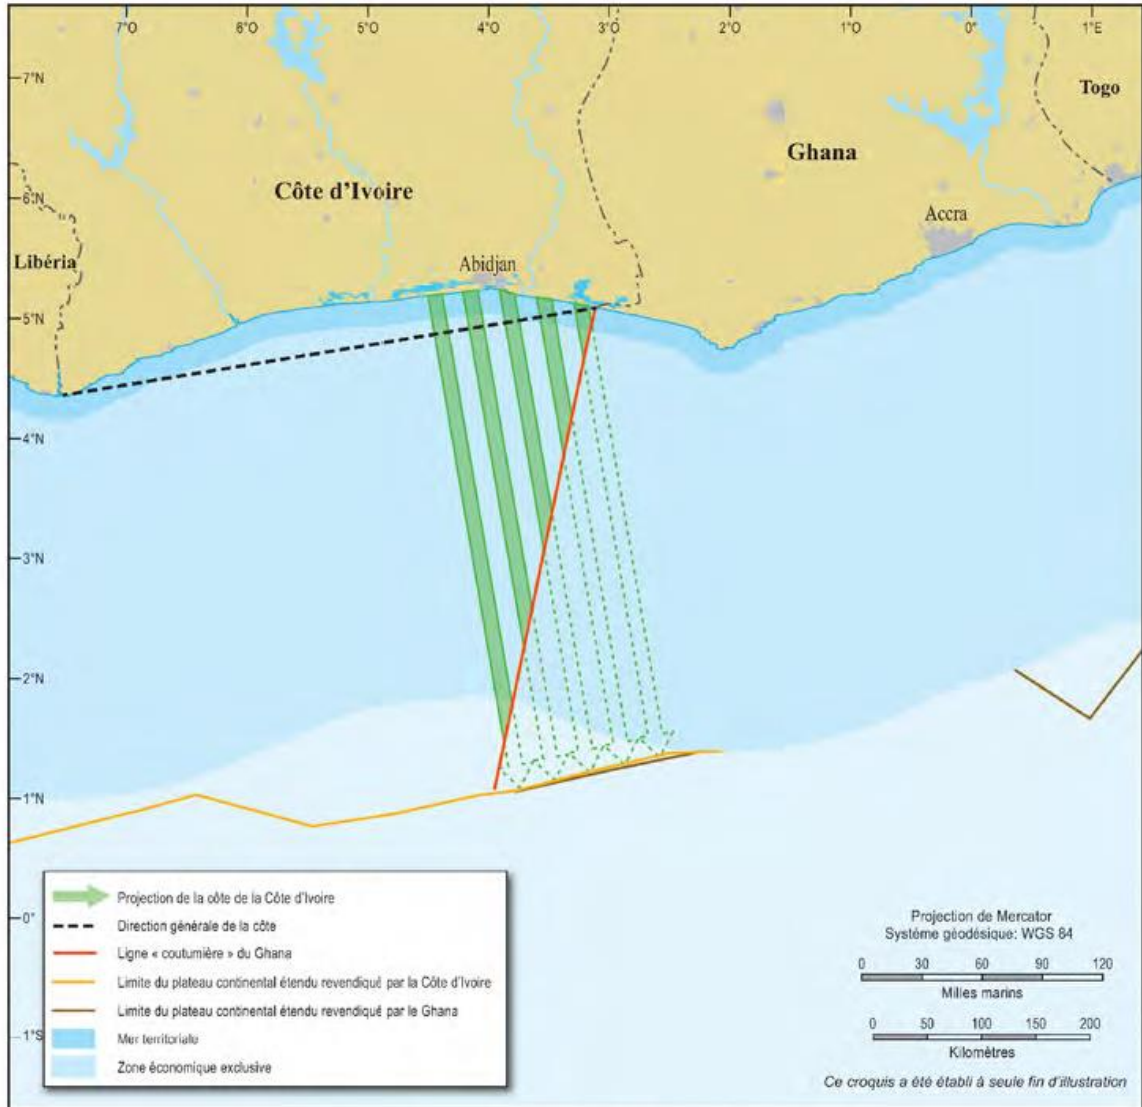 7°O 6°O 5°O 4°O 3°O 2°O 1°O 0° 1°E
7°N
Togo
Ghana
Côte d'Ivoire
6°N
Accra
Libéria
Abidjan
5°N
4°N
3°N
2°N
1°N
0°
1°S
Projection de la côte de la Côte d'Ivoire
Direction générale de la côte
Ligne « coutumière » du Ghana
Limite du plateau continental étendu revendiqué par la Côte d'Ivoire
Limite du plateau continental étendu revendiqué par le Ghana
Mer territoriale
Zone économique exclusive
Projection de Mercator
Système géodésique: WGS 84
0 30 60 90 120
Milles marins
0 50 100 150 200
Kilomètres
Ce croquis a été établi à seule fin d'illustration